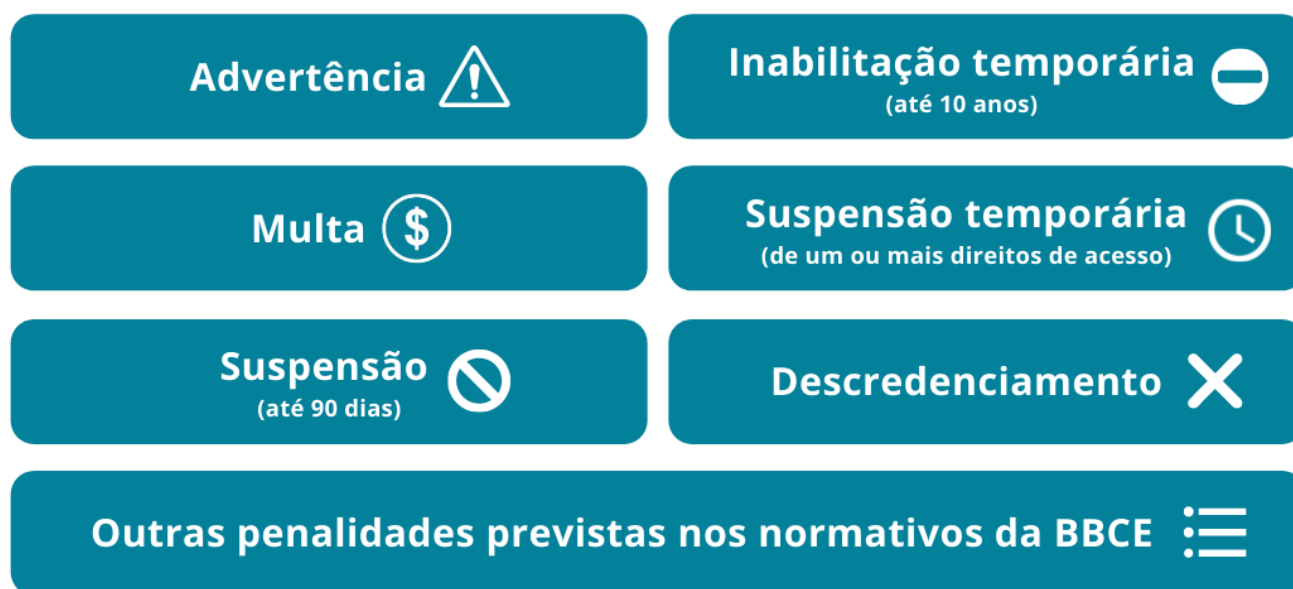 Advertência
Inabilitação temporária
(até 10 anos)
Multa
Suspensão temporária
(de um ou mais direitos de acesso)
Suspensão
(até 90 dias)
Descredenciamento
Outras penalidades previstas nos normativos da BBCE